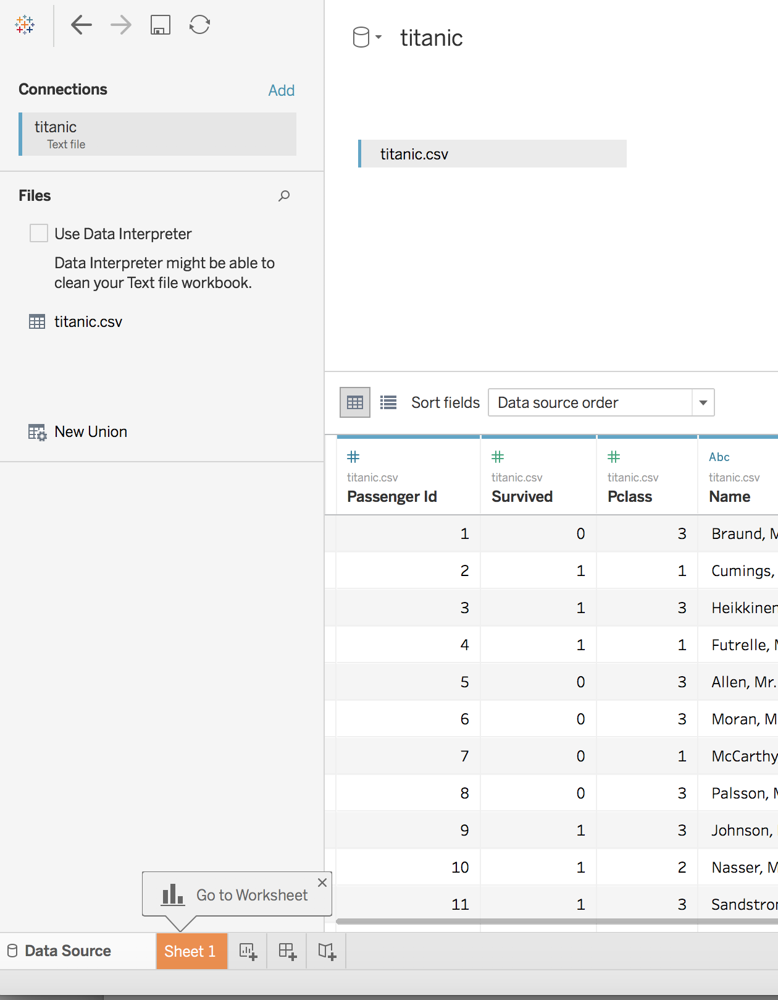 titanic
Connections
Add
titanic
Text file
titanic.csv
Files
Use Data Interpreter
Data Interpreter might be able to
clean your Text file workbook.
titanic.csv
New Union
Sort fields
Data source order
# # # Abc
titanic.csv titanic.csv titanic.csv titanic.csv
Passenger Id Survived Pclass Name
1 0 3 Braund, M
2 1 1 Cumings,
3 1 3 Heikkinen
4 1 1 Futrelle, M
5 0 3 Allen, Mr.
6 0 3 Moran, M
7 0 1 McCarthy
8 0 3 Palsson, M
9 1 3 Johnson,
10 1 2 Nasser, M
11 1 3 Sandstrom
Go to Worksheet
Data Source
Sheet 1